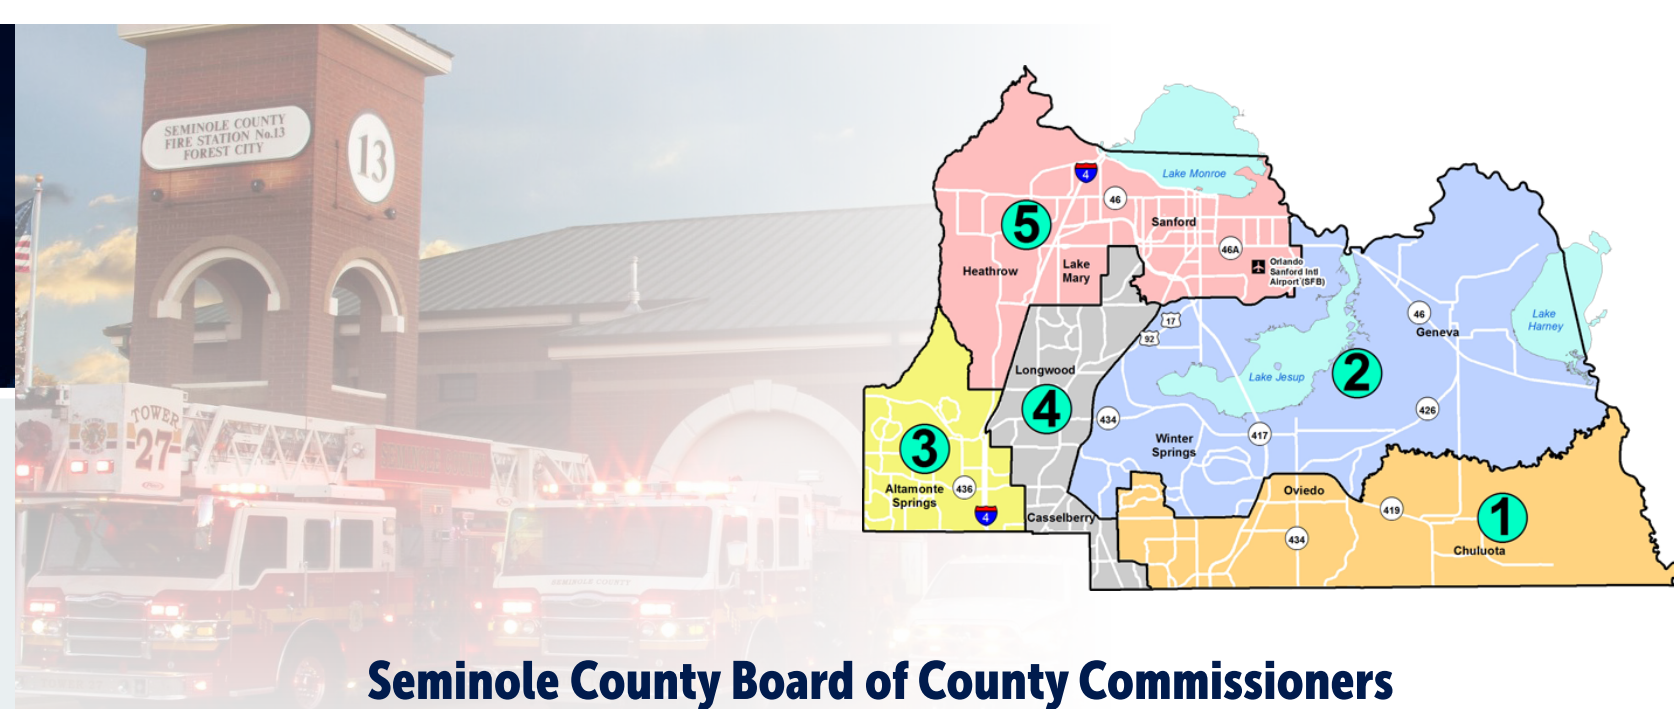 SEMINOLE COUNTY
FIRE STATION No.13
FOREST CITY
13
TOWER
27
SEMINOLE COUNTY
4
46
Lake Monroe
5
Sanford
46A
Heathrow
Lake
Mary
Orlando
Sanford Intl
Airport (SFB)
17
92
46
Geneva
Lake
Harney
Longwood
Lake Jesup
2
4
434
426
417
3
Winter
Springs
Altamonte
Springs
436
4
Casselberry
Oviedo
419
1
434
Chuluota
Seminole County Board of County Commissioners